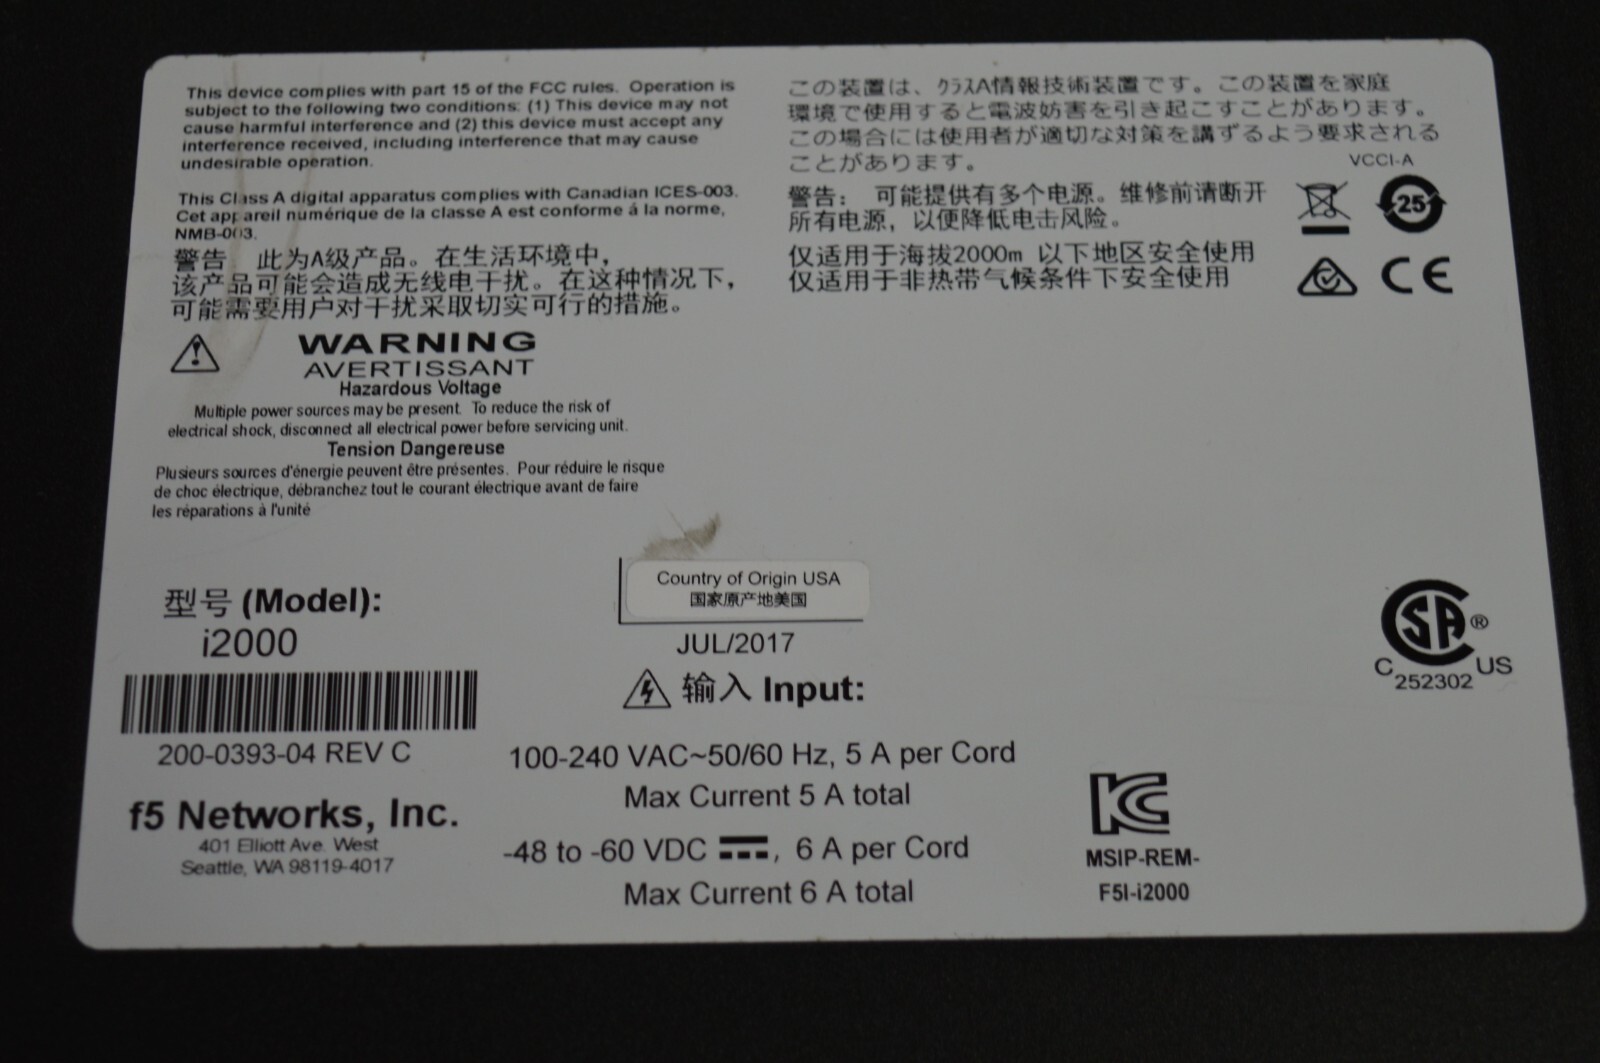 This device complies with part 15 of the FCC rules. Operation is
subject to the following two conditions: (1) This device may not
cause harmful interference and (2) this device must accept any
interference received, including interference that may cause
undesirable operation.
This Class A digital apparatus complies with Canadian ICES-003.
Cet appareil numérique de la classe A est conforme á la norme,
NMB-003.
警告 此为A级产品。在生活环境中，
该产品可能会造成无线电干扰。在这种情况下，
可能需要用户对干扰采取切实可行的措施。
WARNING
AVERTISSANT
Hazardous Voltage
Multiple power sources may be present. To reduce the risk of
electrical shock, disconnect all electrical power before servicing unit.
Tension Dangereuse
Plusieurs sources d'énergie peuvent être présentes. Pour réduire le risque
de choc électrique, débranchez tout le courant électrique avant de faire
les réparations à l'unité
この装置は、クラスA情報技術装置です。この装置を家庭
環境で使用すると電波妨害を引き起こすことがあります。
この場合には使用者が適切な対策を講ずるよう要求される
ことがあります。
VCCI-A
警告： 可能提供有多个电源。维修前请断开
所有电源，以便降低电击风险。
25
仅适用于海拔2000m 以下地区安全使用
仅适用于非热带气候条件下安全使用
CE
型号 (Model):
i2000
200-0393-04 REV C
f5 Networks, Inc.
401 Elliott Ave. West
Seattle, WA 98119-4017
Country of Origin USA
国家原产地美国
JUL/2017
输入 Input:
100-240 VAC~50/60 Hz, 5 A per Cord
Max Current 5 A total
-48 to -60 VDC, 6 A per Cord
Max Current 6 A total
KC
MSIP-REM-
F5I-i2000
CSA ®
C US
252302